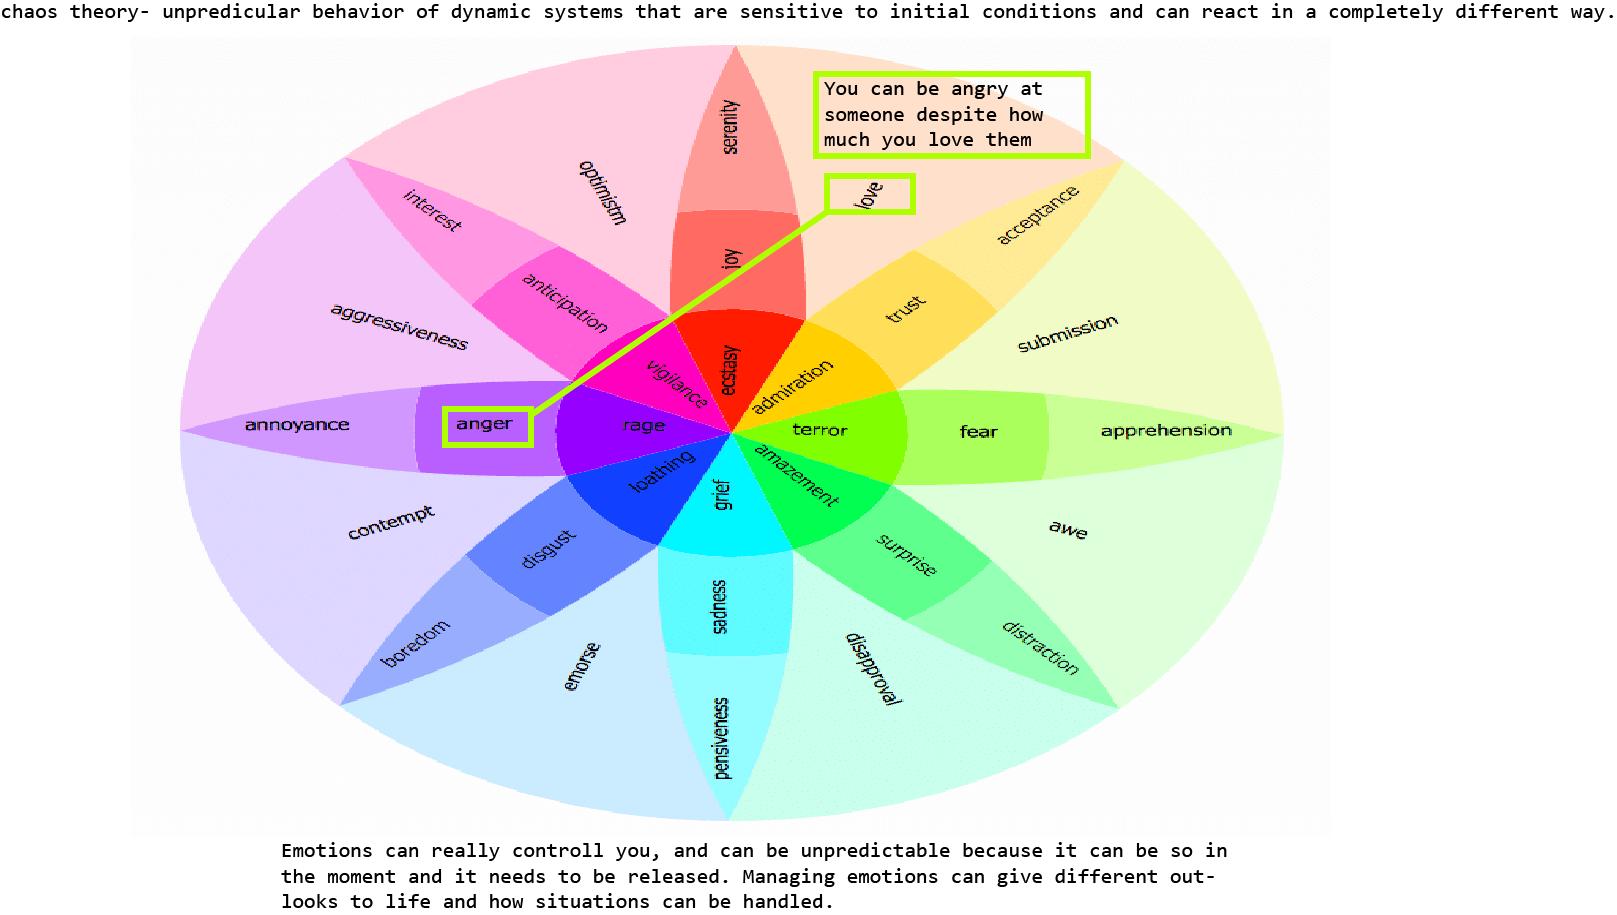 chaos theory- unpredicular behavior of dynamic systems that are sensitive to initial conditions and can react in a completely different way.
You can be angry at
someone despite how
much you love them
serenity
optimistm
love
interest
acceptance
joy
anticipation
trust
aggressiveness
submission
ecstasy
vigilance
admiration
annoyance
anger
rage
terror
fear
apprehension
loathing
amazement
grief
contempt
awe
disgust
surprise
sadness
boredom
distraction
emorse
disapproval
pensiveness
Emotions can really controll you, and can be unpredictable because it can be so in
the moment and it needs to be released. Managing emotions can give different out-
looks to life and how situations can be handled.